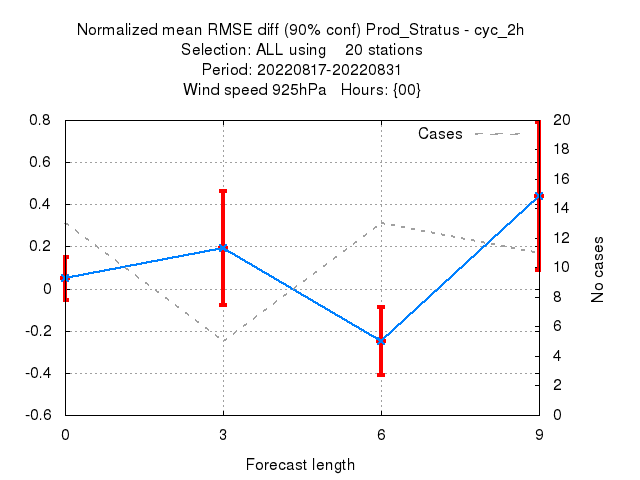 Normalized mean RMSE diff (90% conf) Prod_Stratus - cyc_2h
Selection: ALL using    20 stations
Period: 20220817-20220831
Wind speed 925hPa   Hours: {00}
Cases
0.8
0.6
0.4
0.2
0
-0.2
-0.4
-0.6
20
18
16
14
12
10
8
6
4
2
0
No cases
0 3 6 9
Forecast length